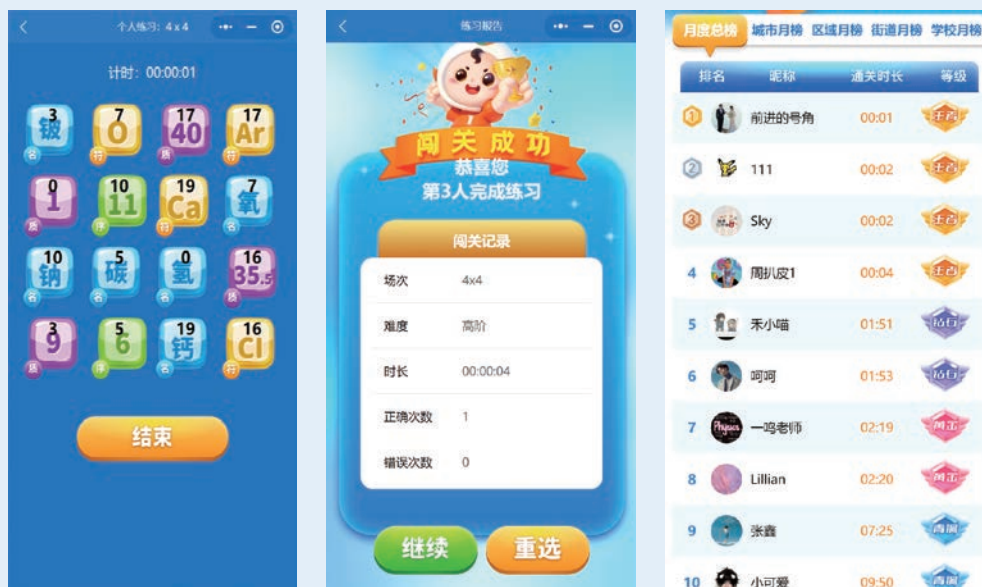 个人练习: 4x4
计时: 00:00:01
3 铍 名
7 O 符
17 40 质
17 Ar 符
0 1 质
10 11 序
19 Ca 符
7 氧 名
10 钠 名
5 碳 名
0 氢 名
16 35.5 质
3 9 质
5 6 序
19 钙 名
16 Cl 符
结束
练习报告
闯关成功
恭喜您
第3人完成练习
闯关记录
场次 4x4
难度 高阶
时长 00:00:04
正确次数 1
错误次数 0
继续 重选
月度总榜 城市月榜 区域月榜 街道月榜 学校月榜
排名 昵称 通关时长 等级
1 前进的号角 00:01 王者
2 111 00:02 王者
3 Sky 00:02 王者
4 周扒皮1 00:04 王者
5 禾小喵 01:51 钻石
6 呵呵 01:53 钻石
7 一鸣老师 02:19 黄金
8 Lillian 02:20 黄金
9 张鑫 07:25 青铜
10 小可爱 09:50 青铜